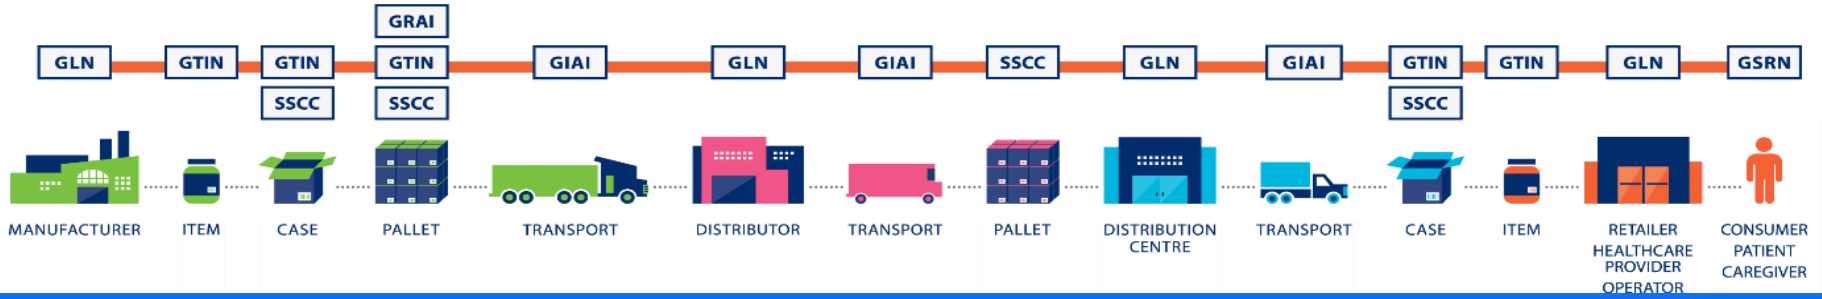 GRAI
GLN GTIN GTIN GTIN GIAI GLN GIAI SSCC GLN GIAI GTIN GTIN GLN GSRN
SSCC SSCC SSCC
MANUFACTURER ITEM CASE PALLET TRANSPORT DISTRIBUTOR TRANSPORT PALLET DISTRIBUTION TRANSPORT CASE ITEM RETAILER CONSUMER
CENTRE HEALTHCARE PATIENT
PROVIDER CAREGIVER
OPERATOR